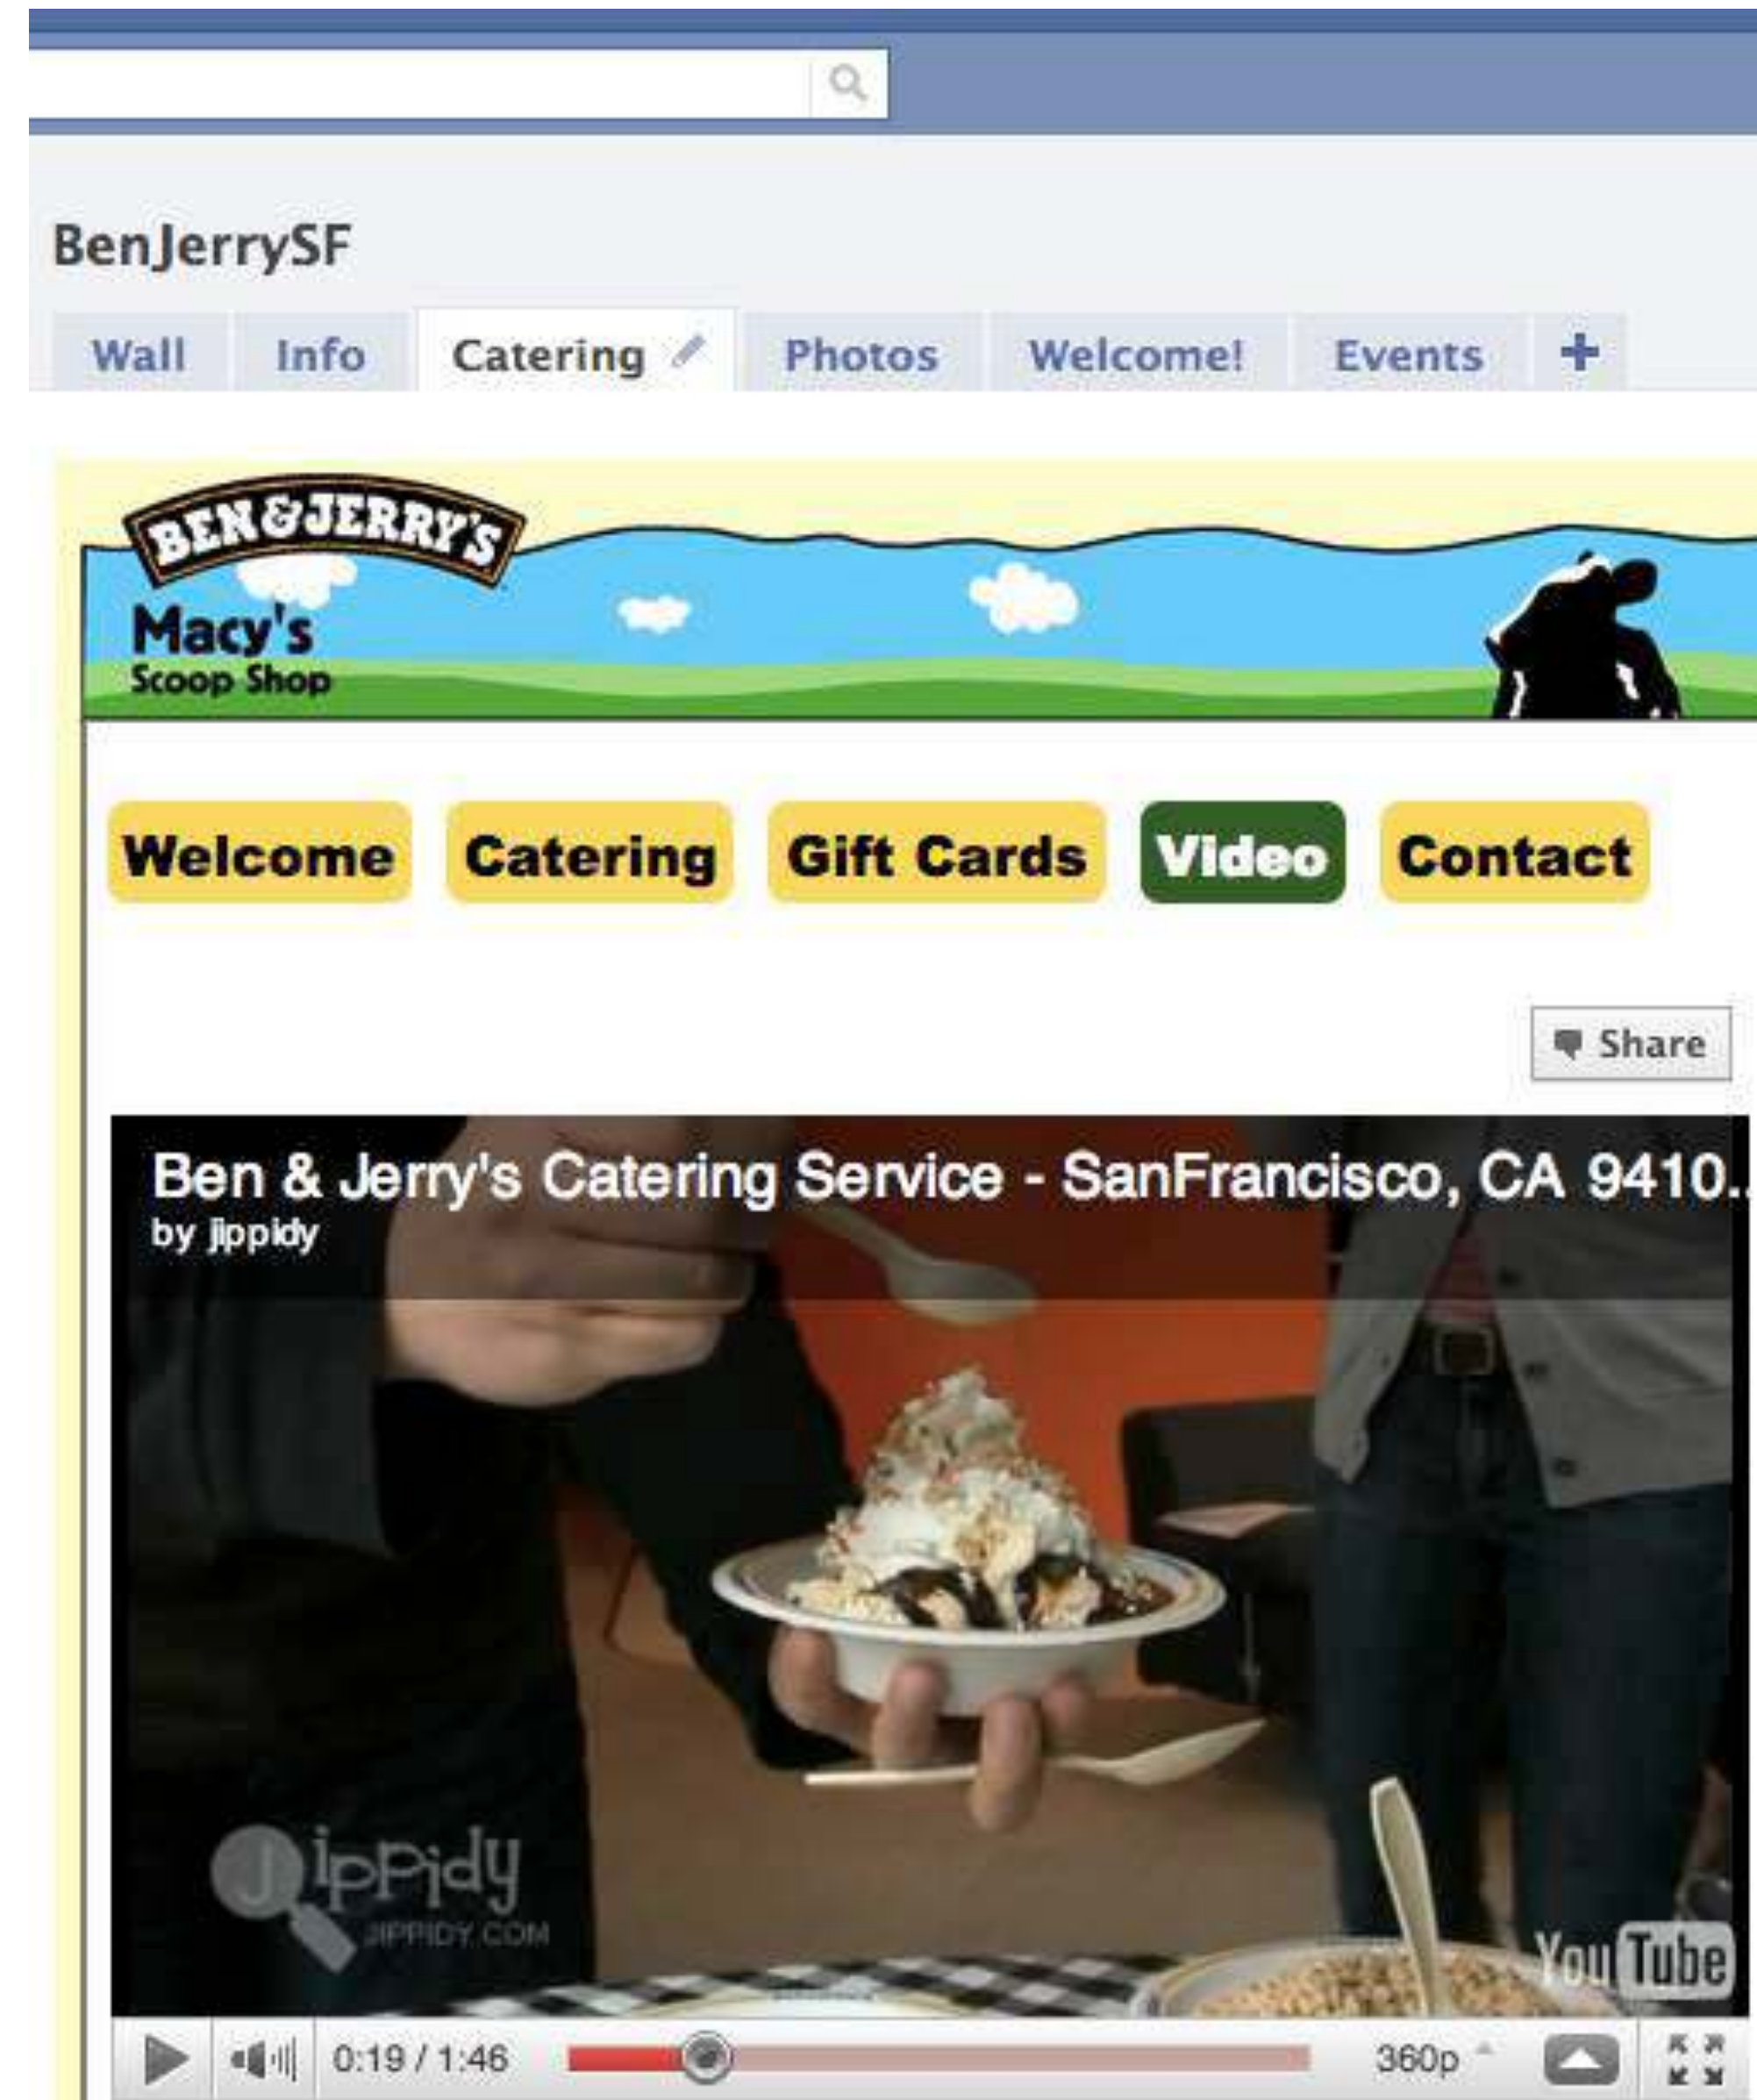 BenJerrySF
Wall Info Catering Photos Welcome! Events +
BEN & JERRY'S
Macy's
Scoop Shop
Welcome Catering Gift Cards Video Contact
Share
Ben & Jerry's Catering Service - SanFrancisco, CA 9410..
by jippidy
Jippidy
JIPPIDY.COM
YouTube
0:19 / 1:46 360p